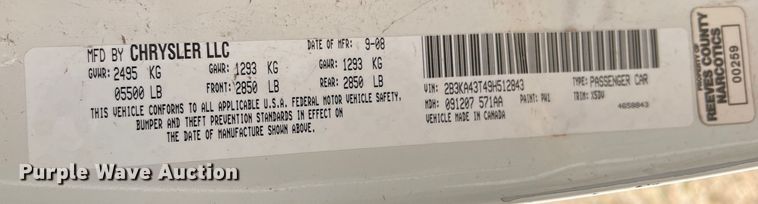 MFD BY CHRYSLER LLC
DATE OF MFR: 9-08
GVWR: 2495 KG
GAWR: 1293 KG
GAWR: 1293 KG
05500 LB
FRONT: 2850 LB
REAR: 2850 LB
THIS VEHICLE CONFORMS TO ALL APPLICABLE U.S.A. FEDERAL MOTOR VEHICLE SAFETY,
BUMPER AND THEFT PREVENTION STANDARDS IN EFFECT ON
THE DATE OF MANUFACTURE SHOWN ABOVE.
VIN: 2B3KA43T49H512843
TYPE: PASSENGER CAR
MDH: 091207 571AA
PAINT: PW1
TRIM: X5DV
VEHICLE MADE IN CANADA
4658843
PROPERTY OF
REEVES COUNTY
NARCOTICS
00259
Purple Wave Auction